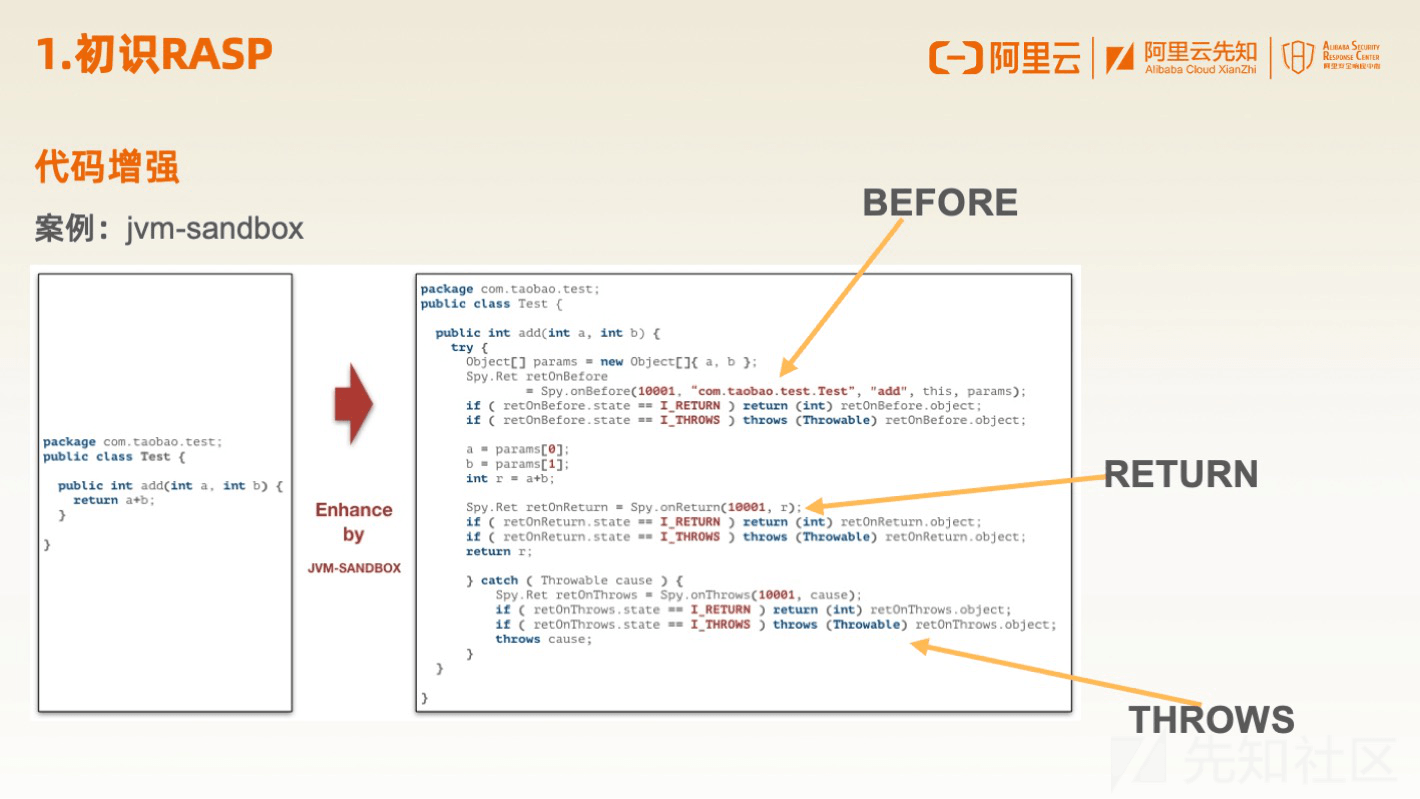 1.初识RASP
阿里云
阿里云先知
Alibaba Cloud XianZhi
ALIBABA SECURITY
RESPONSE CENTER
阿里安全响应中心
代码增强
案例：jvm-sandbox
BEFORE
package com.taobao.test;
public class Test {
public int add(int a, int b) {
return a+b;
}
}
Enhance
by
JVM-SANDBOX
package com.taobao.test;
public class Test {
public int add(int a, int b) {
try {
Object[] params = new Object[]{ a, b };
Spy.Ret retOnBefore
= Spy.onBefore(10001, “com.taobao.test.Test”, "add", this, params);
if ( retOnBefore.state == I_RETURN ) return (int) retOnBefore.object;
if ( retOnBefore.state == I_THROWS ) throws (Throwable) retOnBefore.object;
a = params[0];
b = params[1];
int r = a+b;
Spy.Ret retOnReturn = Spy.onReturn(10001, r);
if ( retOnReturn.state == I_RETURN ) return (int) retOnReturn.object;
if ( retOnReturn.state == I_THROWS ) throws (Throwable) retOnReturn.object;
return r;
} catch ( Throwable cause ) {
Spy.Ret retOnThrows = Spy.onThrows(10001, cause);
if ( retOnThrows.state == I_RETURN ) return (int) retOnThrows.object;
if ( retOnThrows.state == I_THROWS ) throws (Throwable) retOnThrows.object;
throws cause;
}
}
}
RETURN
THROWS
先知社区